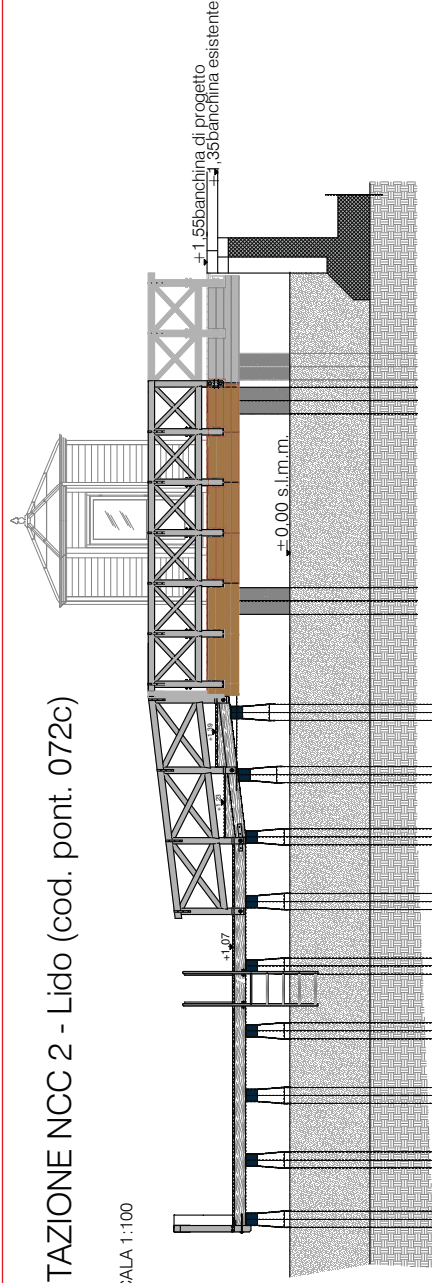 TAZIONE NCC 2 - Lido (cod. pont. 072c)
CALA 1:100
+1,55banchina di progetto
,35banchina esistente
+0,00 s.l.m.m.
+1,07